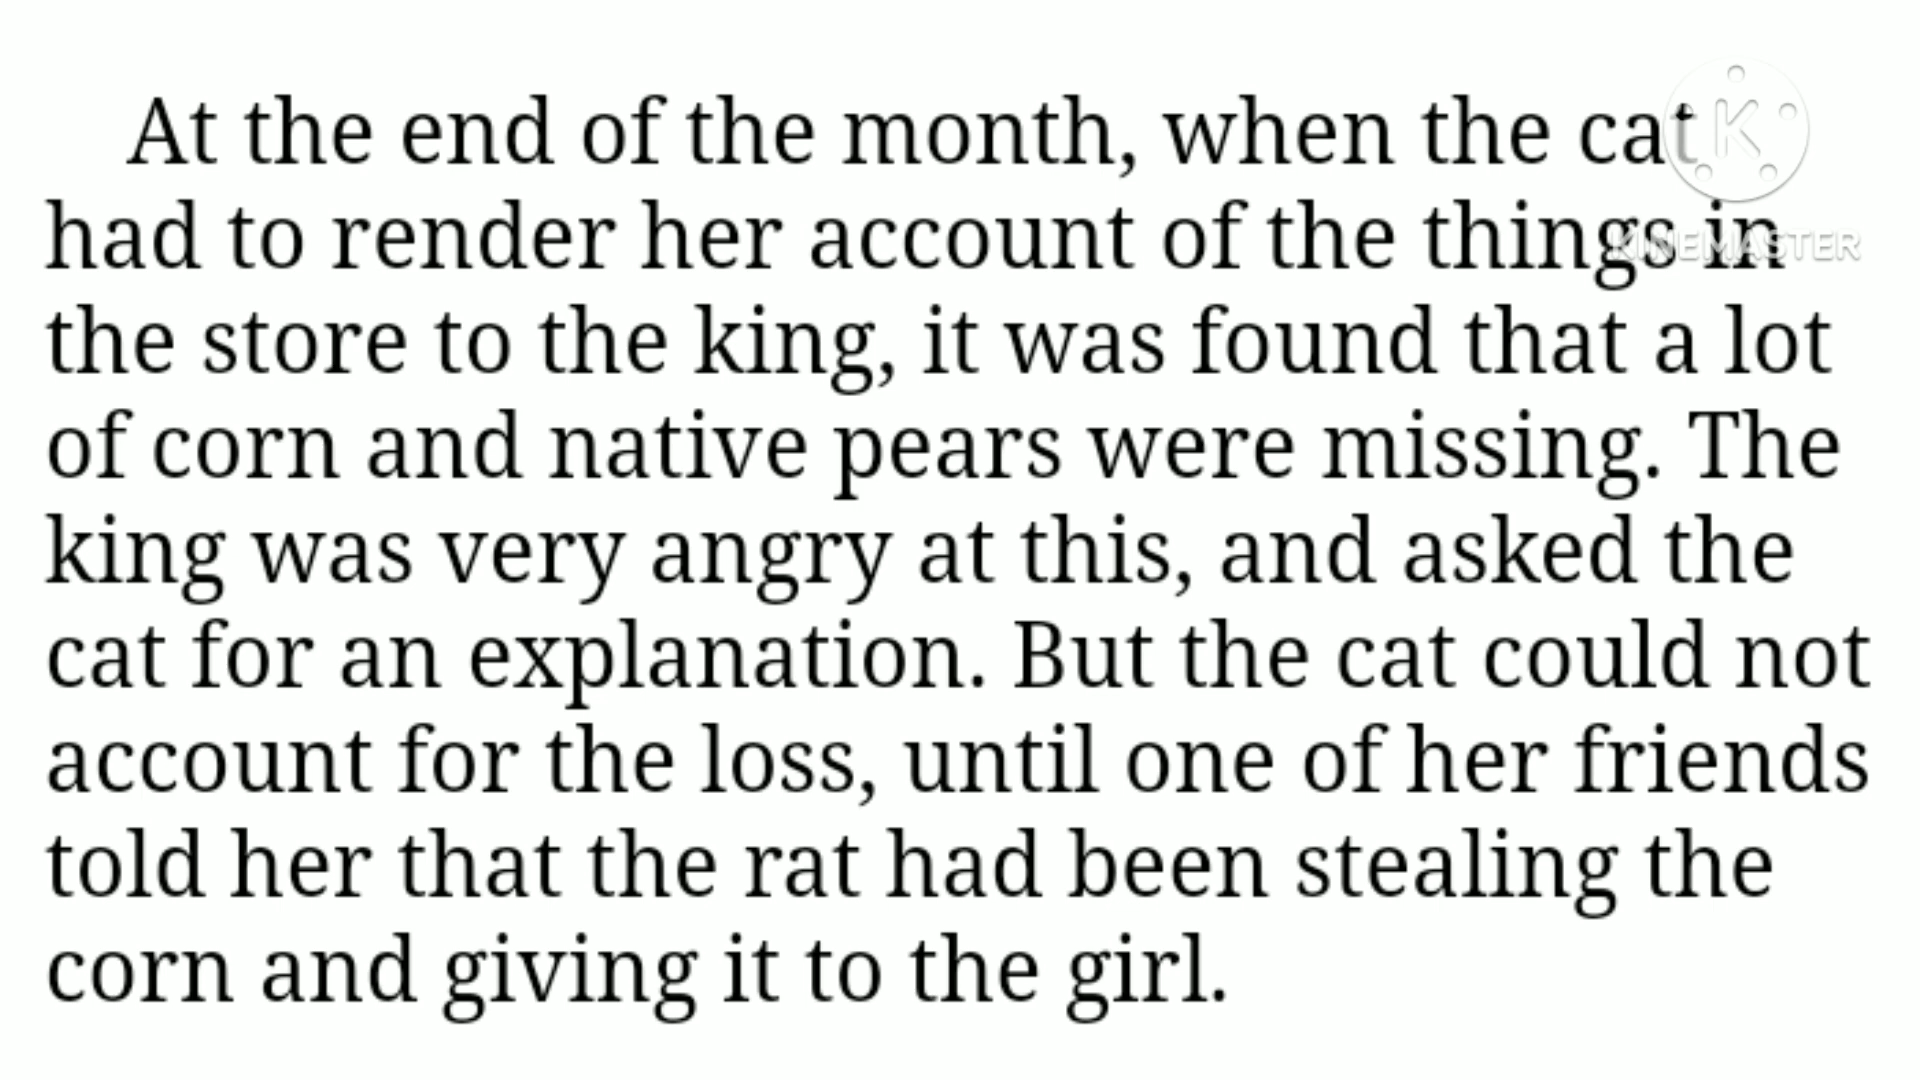 At the end of the month, when the cat
had to render her account of the things in
the store to the king, it was found that a lot
of corn and native pears were missing. The
king was very angry at this, and asked the
cat for an explanation. But the cat could not
account for the loss, until one of her friends
told her that the rat had been stealing the
corn and giving it to the girl.
K
KINEMASTER